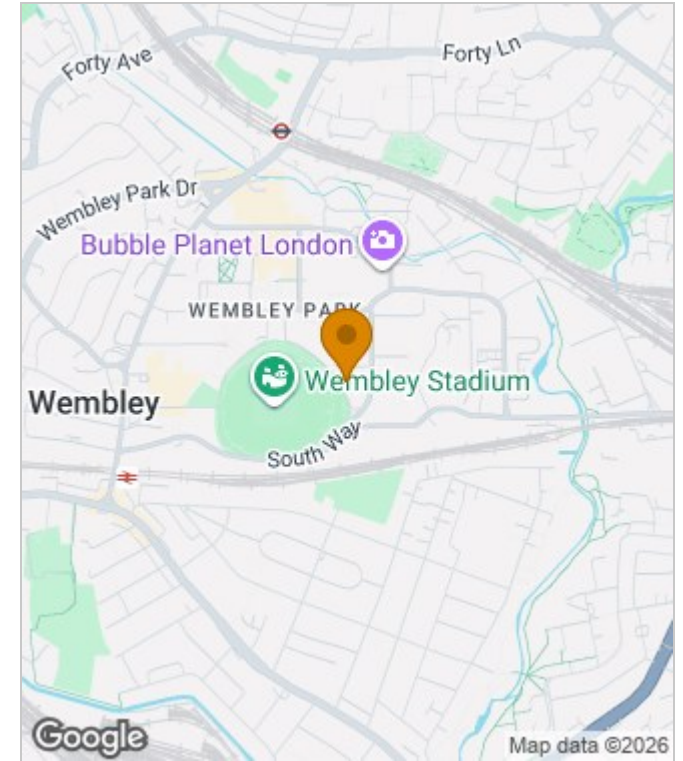 Forty Ave
Forty Ln
Wembley Park Dr
Bubble Planet London
WEMBLEY PARK
Wembley Stadium
Wembley
South Way
Google
Map data ©2026